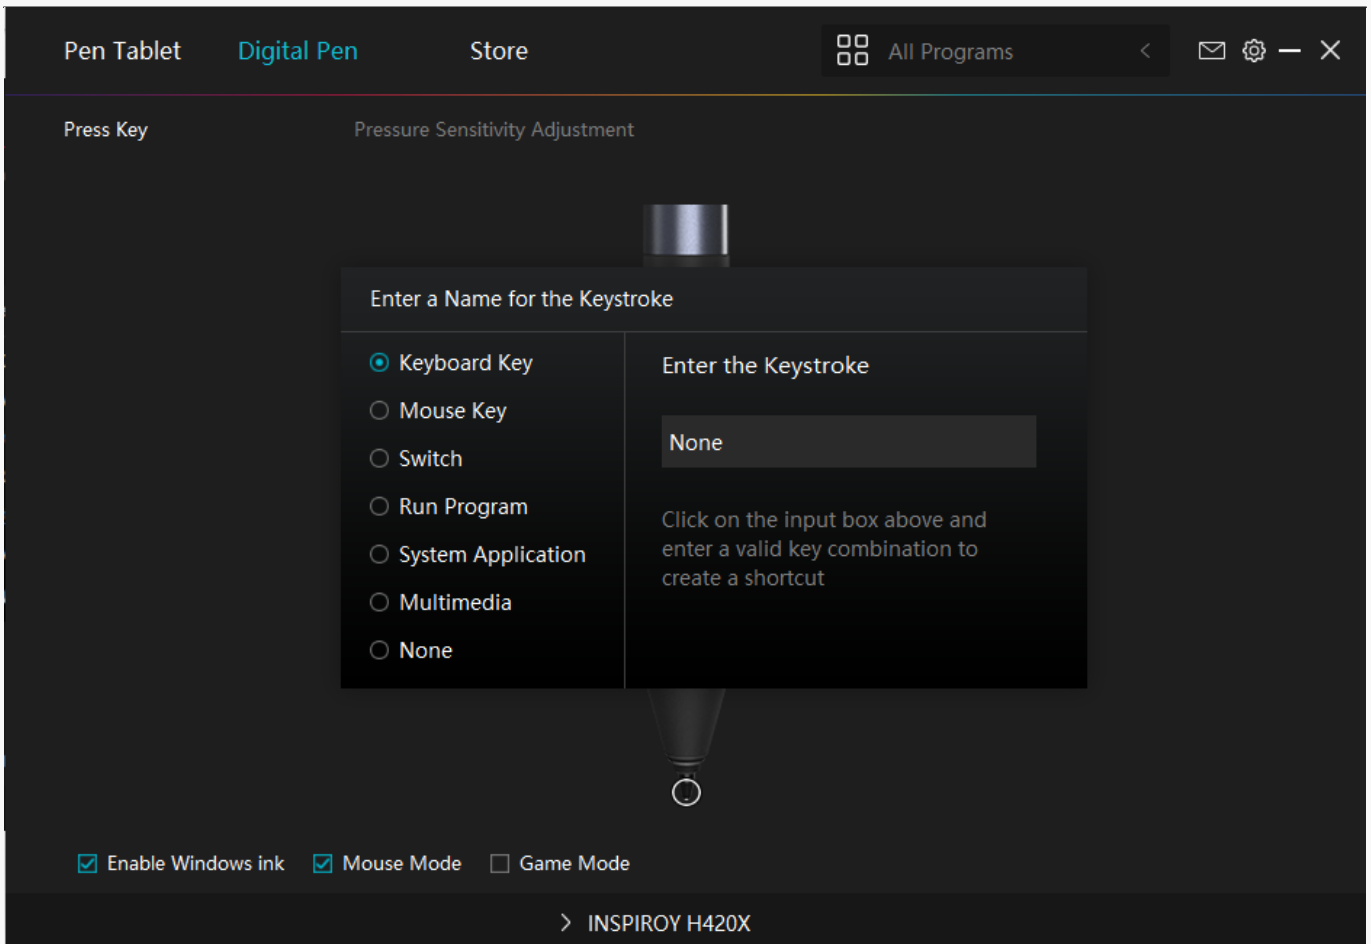 Pen Tablet
Digital Pen
Store
All Programs
Press Key
Pressure Sensitivity Adjustment
Enter a Name for the Keystroke
Keyboard Key
Mouse Key
Switch
Run Program
System Application
Multimedia
None
Enter the Keystroke
None
Click on the input box above and
enter a valid key combination to
create a shortcut
Enable Windows ink
Mouse Mode
Game Mode
INSPIROY H420X